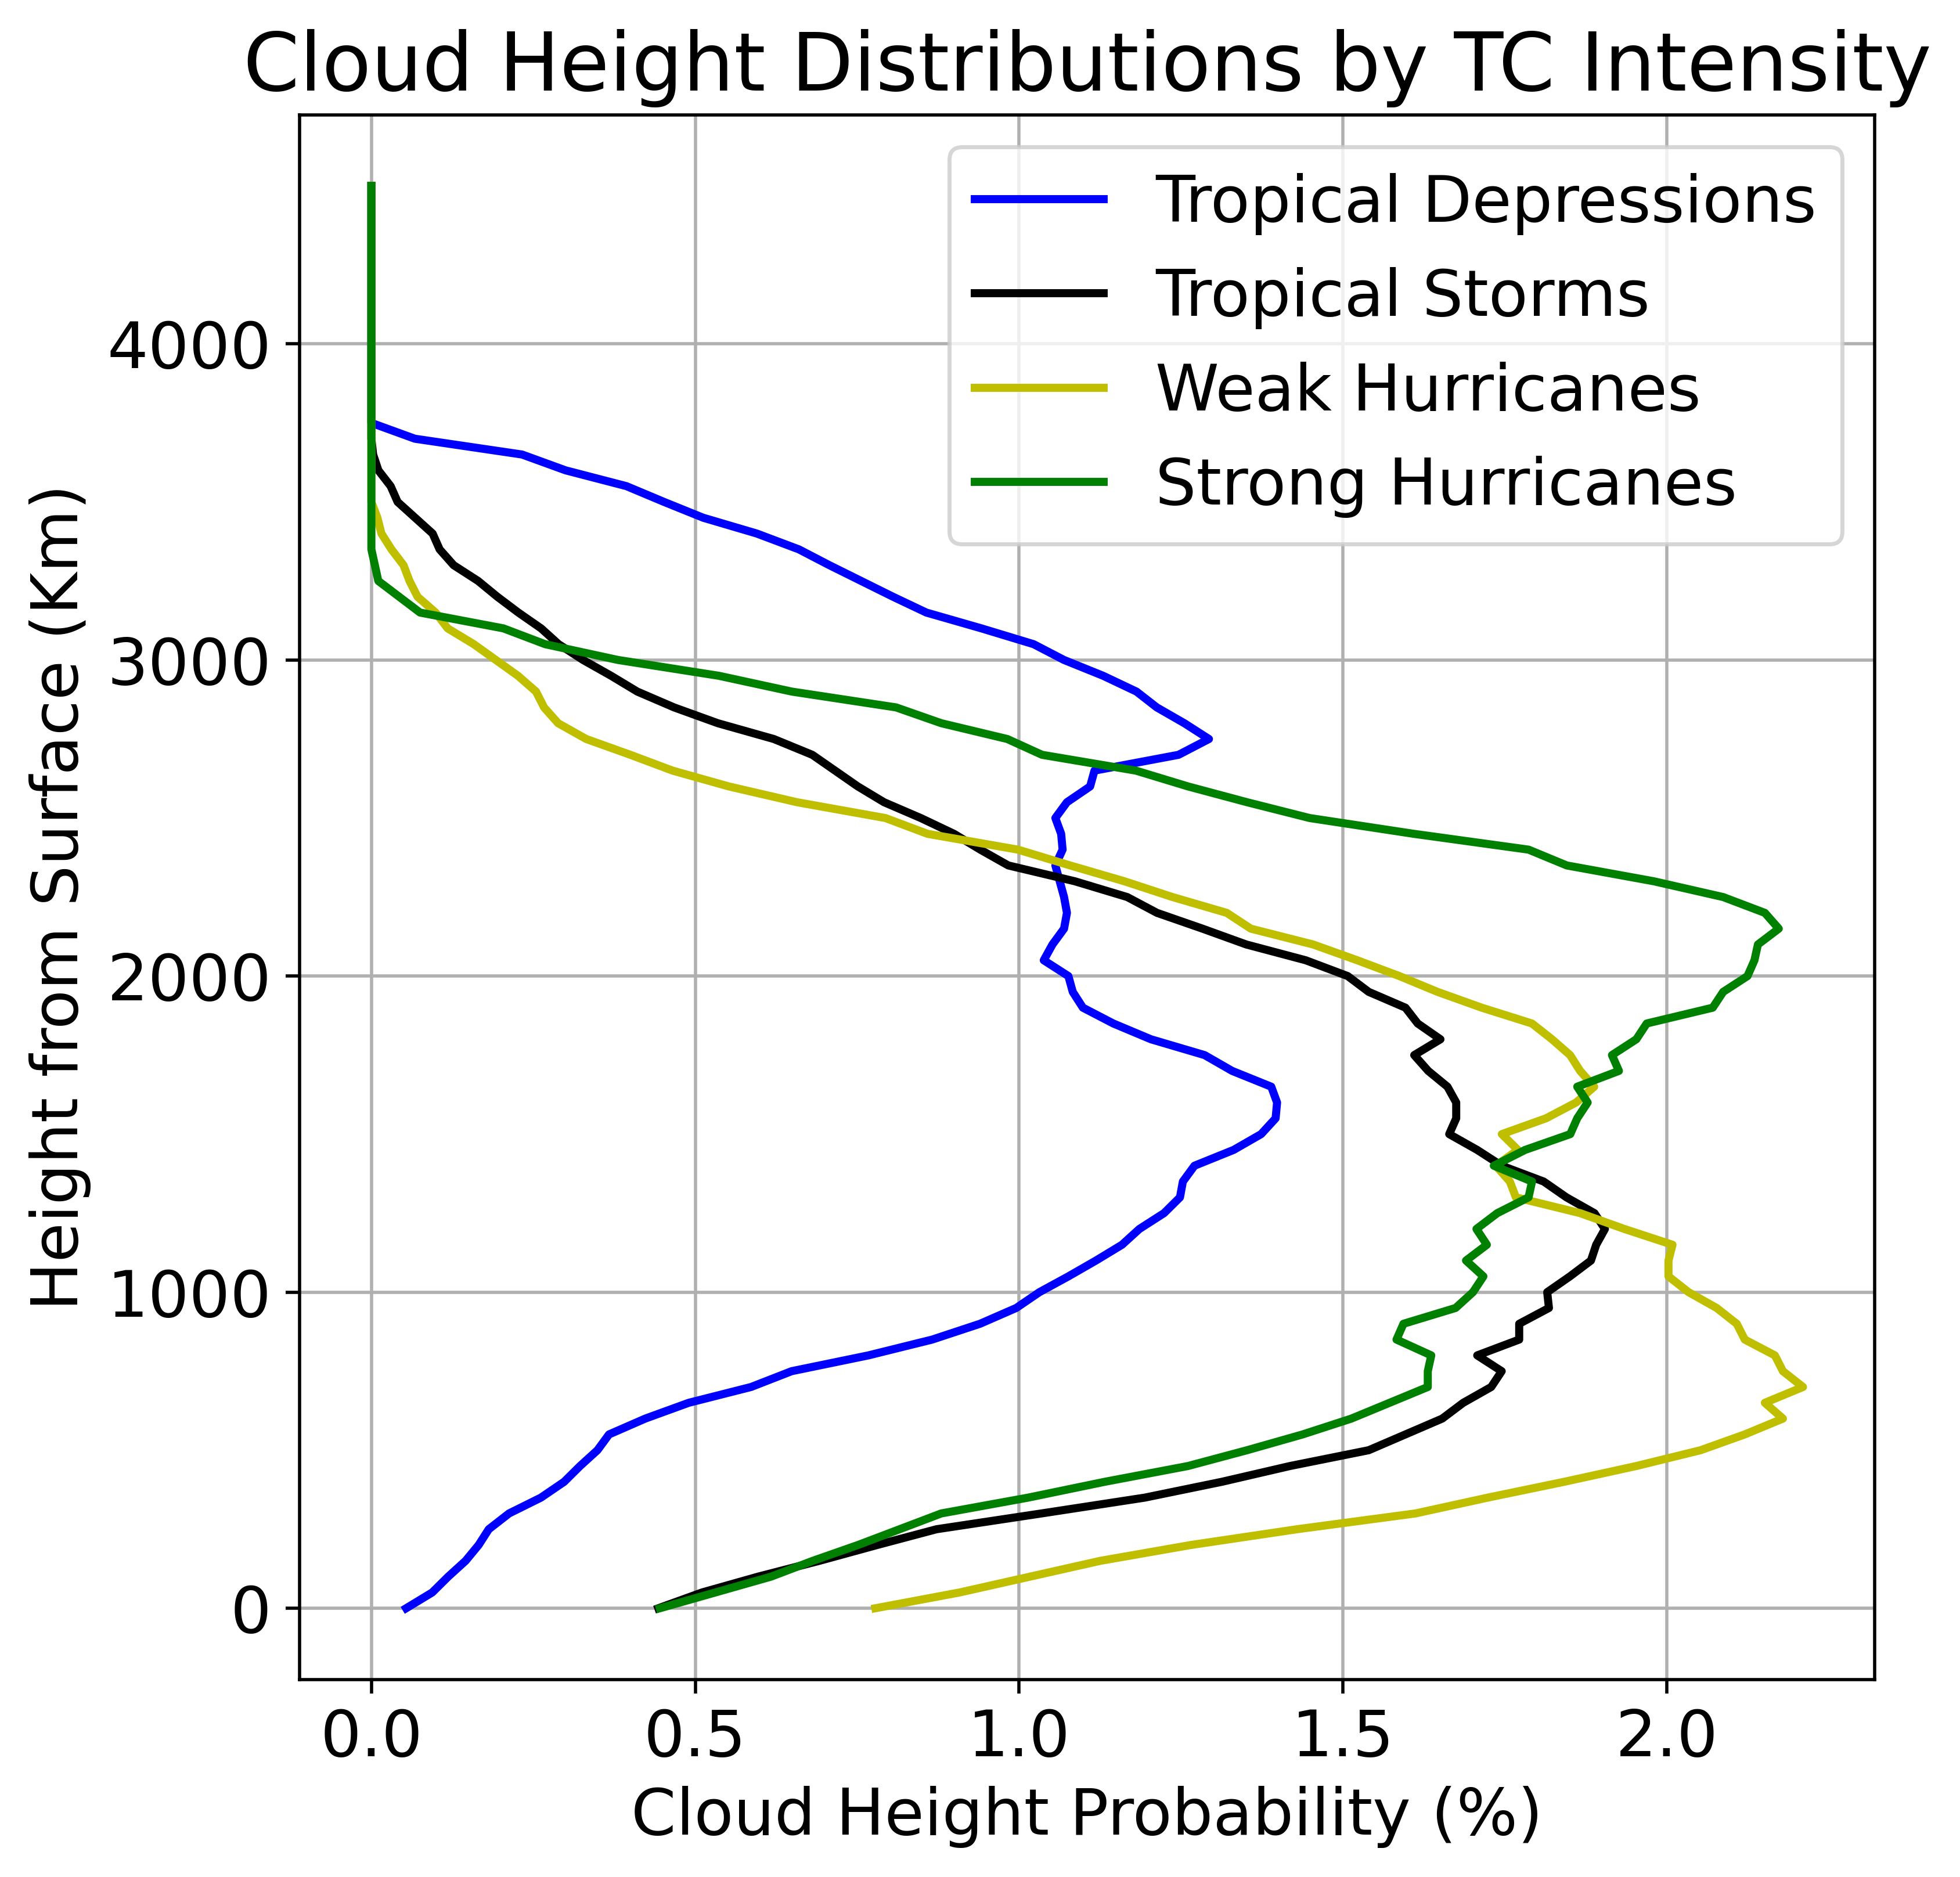 Cloud Height Distributions by TC Intensity
Tropical Depressions
Tropical Storms
Weak Hurricanes
Strong Hurricanes
Height from Surface (Km)
4000
3000
2000
1000
0
0.0 0.5 1.0 1.5 2.0
Cloud Height Probability (%)